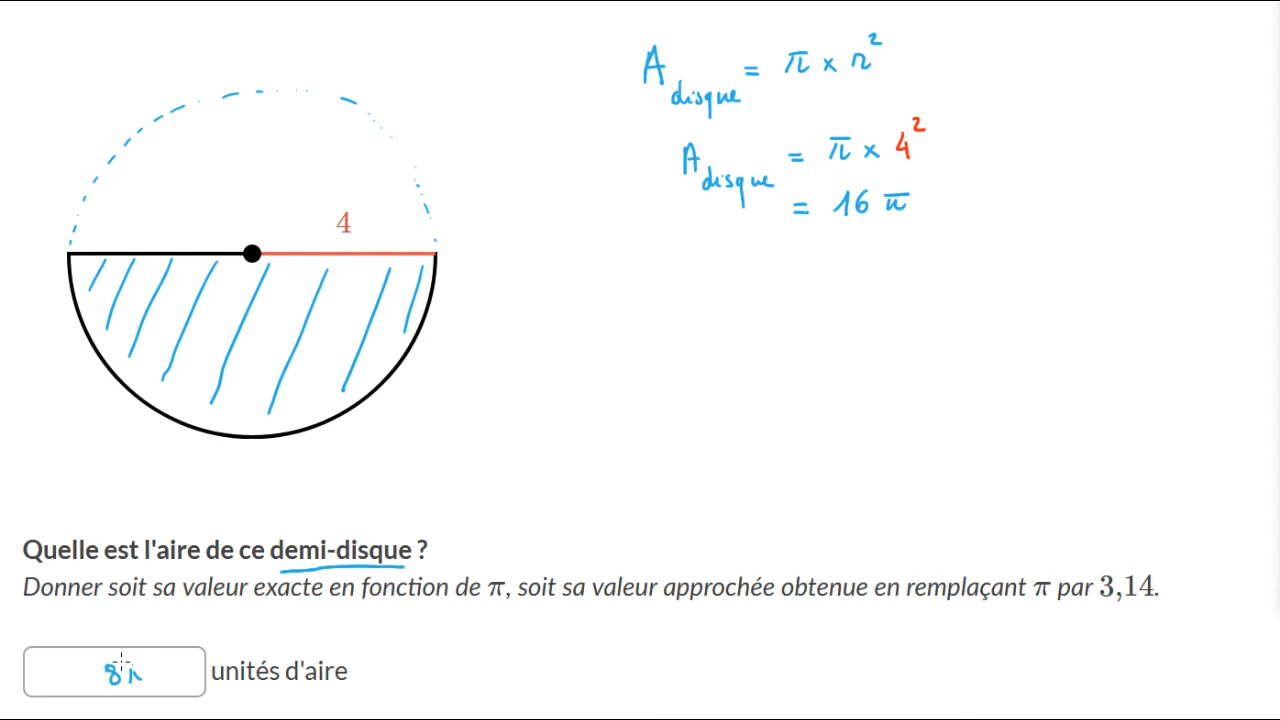 A disque = π × r²
4
A disque = π × 4²
= 16 π
Quelle est l'aire de ce demi-disque ?
Donner soit sa valeur exacte en fonction de π, soit sa valeur approchée obtenue en remplaçant π par 3,14.
8π unités d'aire